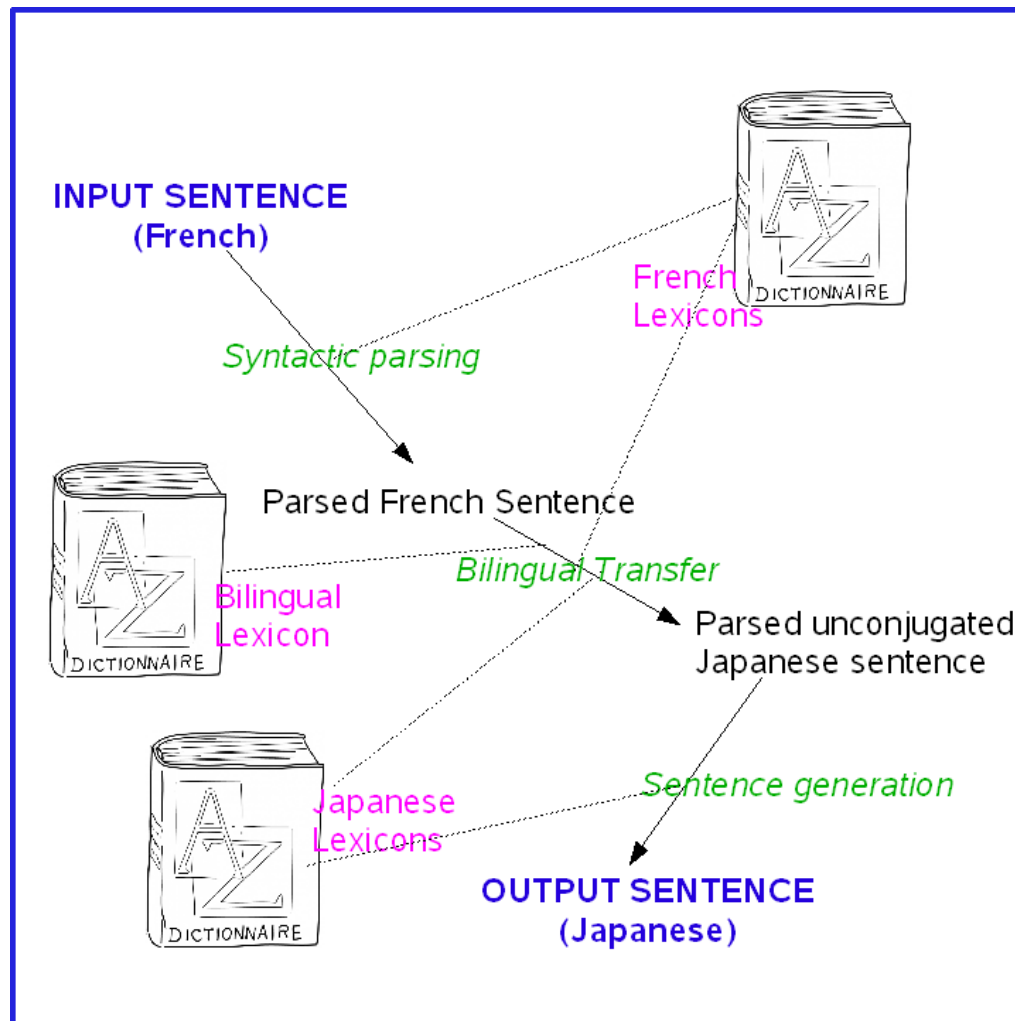 INPUT SENTENCE
(French)
French
Lexicons
DICTIONNAIRE
Syntactic parsing
Parsed French Sentence
Bilingual Transfer
Bilingual
Lexicon
DICTIONNAIRE
Parsed unconjugated
Japanese sentence
Japanese
Lexicons
DICTIONNAIRE
Sentence generation
OUTPUT SENTENCE
(Japanese)
A
Z
A
Z
A
Z